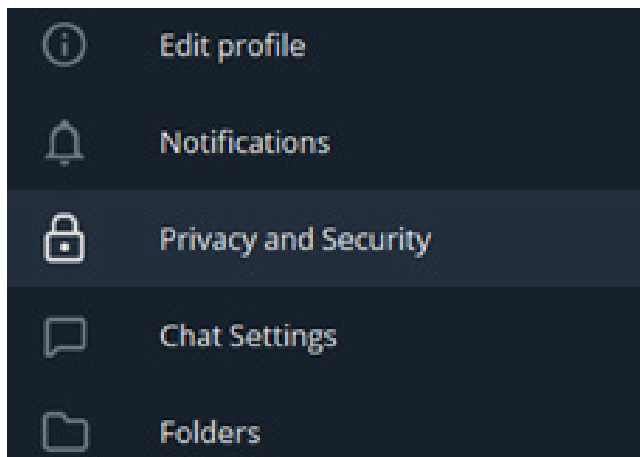 Edit profile
Notifications
Privacy and Security
Chat Settings
Folders